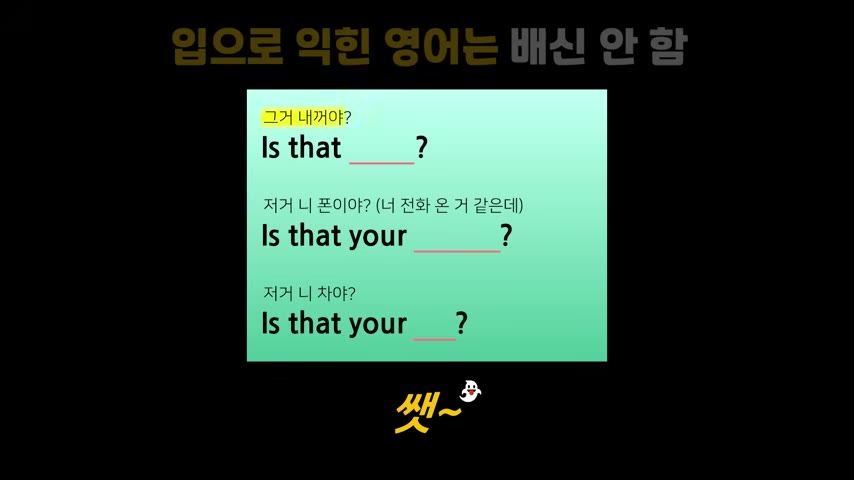 입으로 익힌 영어는 배신 안 함
그거 내꺼야?
Is that _____?
저거 니 폰이야? (너 전화 온 거 같은데)
Is that your ______?
저거 니 차야?
Is that your ___?
쌧~